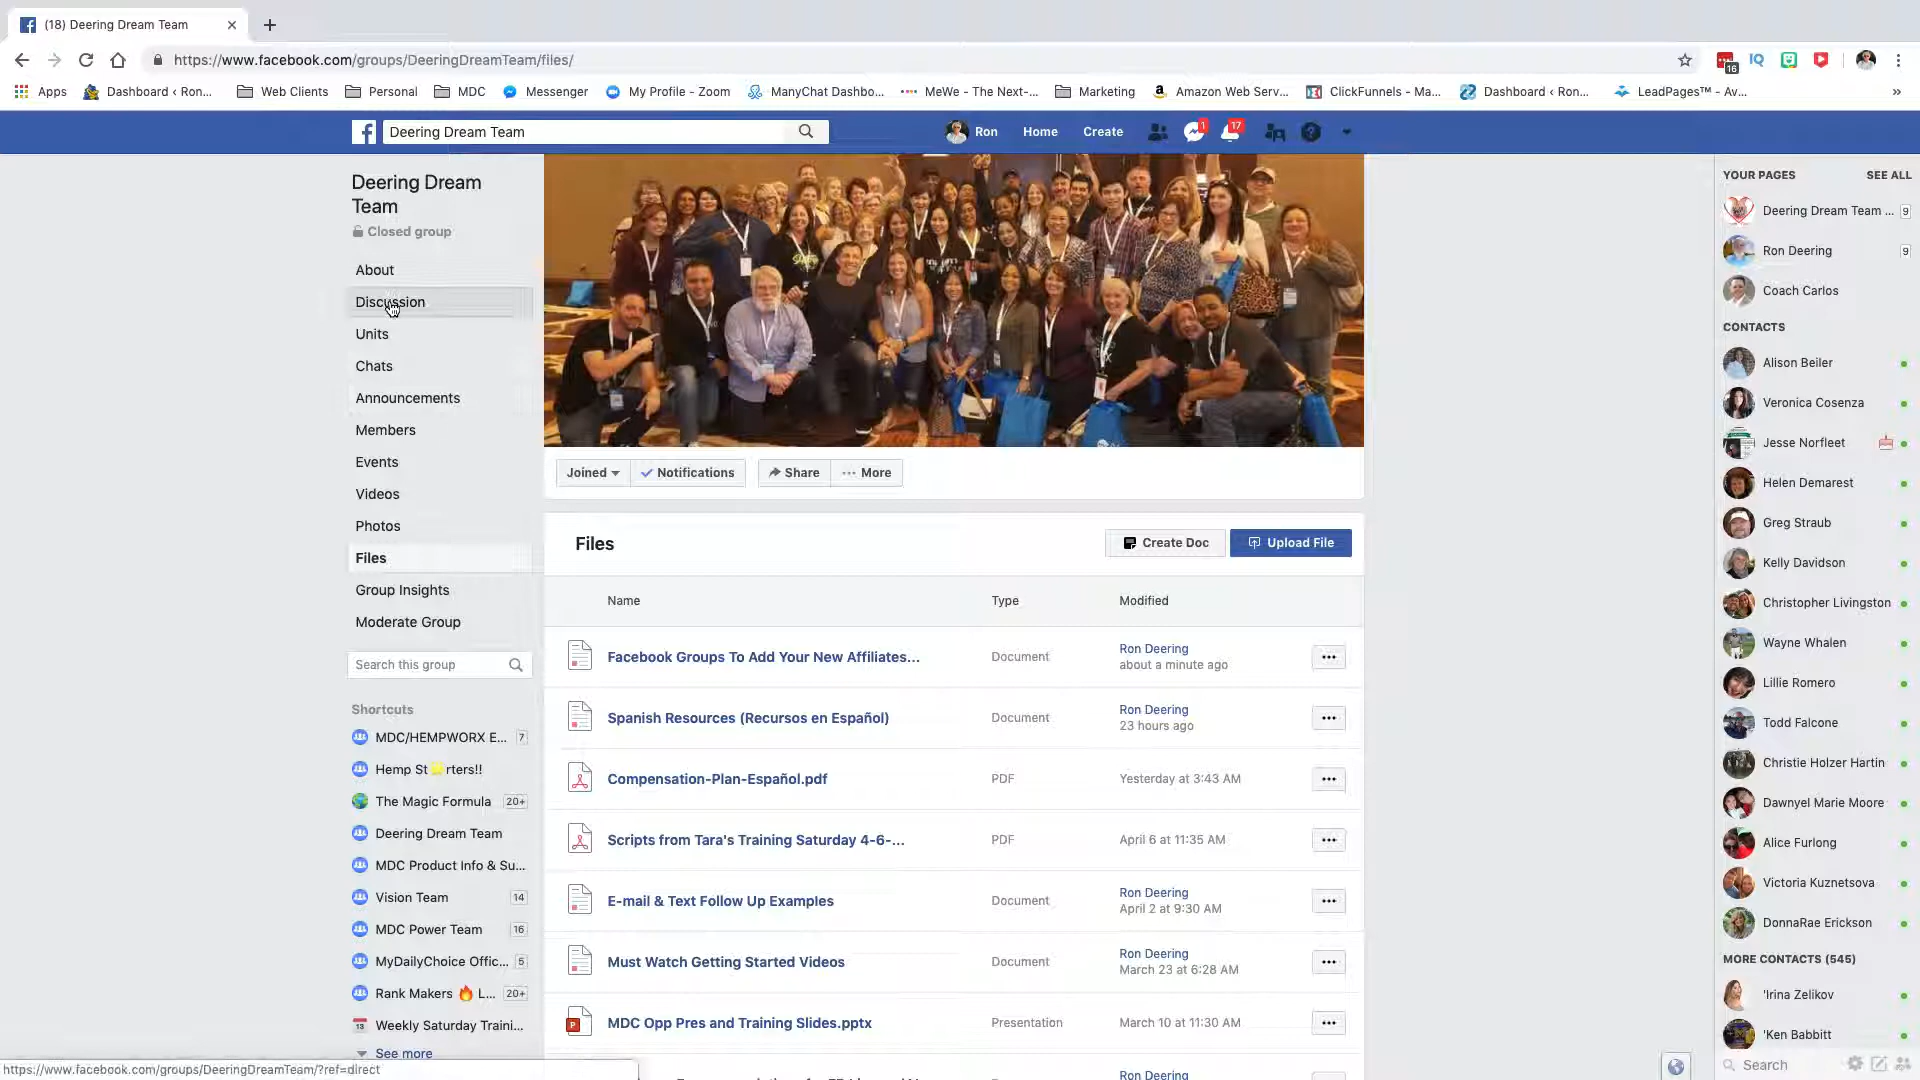 (18) Deering Dream Team
https://www.facebook.com/groups/DeeringDreamTeam/files/
16
IQ
Apps
Dashboard ‹ Ron...
Web Clients
Personal
MDC
Messenger
My Profile - Zoom
ManyChat Dashbo...
MeWe - The Next-...
Marketing
Amazon Web Serv...
ClickFunnels - Ma...
Dashboard ‹ Ron...
LeadPages™ - Av...
»
Deering Dream Team
Ron
Home
Create
1
17
Deering Dream
Team
Closed group
About
Discussion
Units
Chats
Announcements
Members
Events
Videos
Photos
Files
Group Insights
Moderate Group
Search this group
Shortcuts
MDC/HEMPWORX E... 7
Hemp St⭐rters!!
The Magic Formula 20+
Deering Dream Team
MDC Product Info & Su...
Vision Team 14
MDC Power Team 16
MyDailyChoice Offic... 5
Rank Makers 🔥 L... 20+
13 Weekly Saturday Traini...
See more
https://www.facebook.com/groups/DeeringDreamTeam/?ref=direct
Joined
Notifications
Share
More
Files
Create Doc
Upload File
Name Type Modified
Facebook Groups To Add Your New Affiliates... Document Ron Deering
about a minute ago
Spanish Resources (Recursos en Español) Document Ron Deering
23 hours ago
Compensation-Plan-Español.pdf PDF Yesterday at 3:43 AM
Scripts from Tara's Training Saturday 4-6-... PDF April 6 at 11:35 AM
E-mail & Text Follow Up Examples Document Ron Deering
April 2 at 9:30 AM
Must Watch Getting Started Videos Document Ron Deering
March 23 at 6:28 AM
P MDC Opp Pres and Training Slides.pptx Presentation March 10 at 11:30 AM
Ron Deering
YOUR PAGES SEE ALL
Deering Dream Team ... 9
Ron Deering 9
Coach Carlos
CONTACTS
Alison Beiler
Veronica Cosenza
Jesse Norfleet
Helen Demarest
Greg Straub
Kelly Davidson
Christopher Livingston
Wayne Whalen
Lillie Romero
Todd Falcone
Christie Holzer Hartin
Dawnyel Marie Moore
Alice Furlong
Victoria Kuznetsova
DonnaRae Erickson
MORE CONTACTS (545)
'Irina Zelikov
'Ken Babbitt
Search